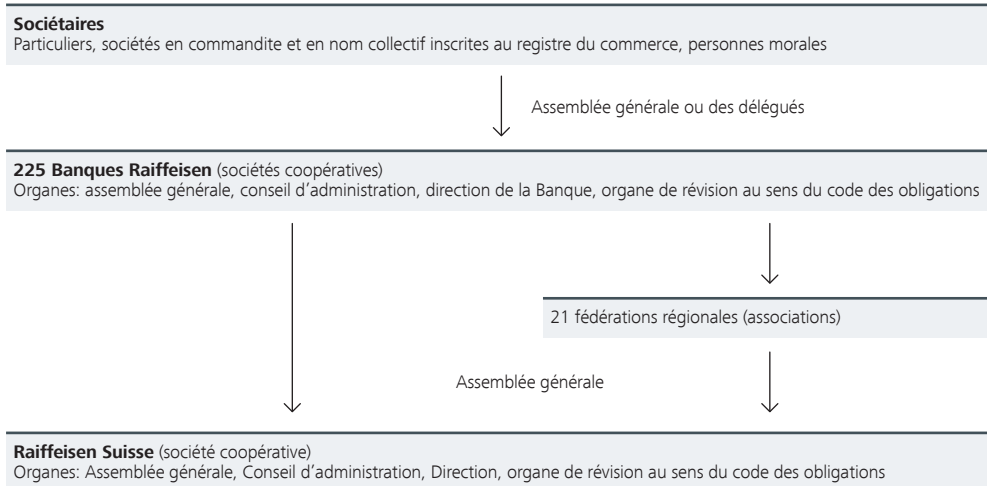 Sociétaires
Particuliers, sociétés en commandite et en nom collectif inscrites au registre du commerce, personnes morales
Assemblée générale ou des délégués
225 Banques Raiffeisen (sociétés coopératives)
Organes: assemblée générale, conseil d’administration, direction de la Banque, organe de révision au sens du code des obligations
21 fédérations régionales (associations)
Assemblée générale
Raiffeisen Suisse (société coopérative)
Organes: Assemblée générale, Conseil d’administration, Direction, organe de révision au sens du code des obligations